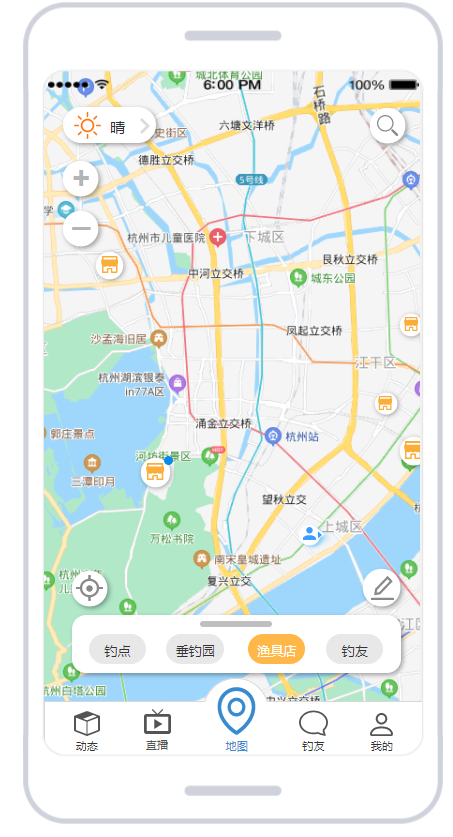 城北体育公园
6:00 PM
100%
石桥路
晴
史街区
六塘文洋桥
德胜立交桥
5号线
学
杭州市儿童医院
下城区
艮秋立交桥
中河立交桥
城东公园
沙孟海旧居
凤起立交桥
江干区
杭州湖滨银泰
in77A区
涌金立交桥
杭州站
郭庄景点
河坊街景区
HOT
三潭印月
望秋立交
万松书院
上城区
南宋皇城遗址
杭州
复兴立交
儿
江区
钓点
垂钓园
渔具店
钓友
杭州白塔公园
中兴立交桥
动态
直播
地图
钓友
我的